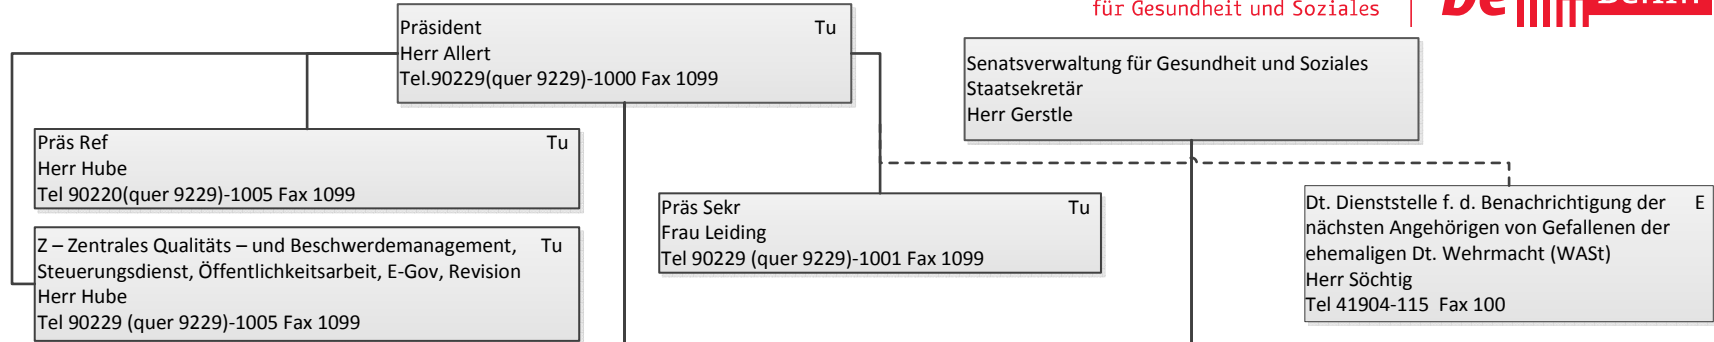 für Gesundheit und Soziales
Präsident Tu
Herr Allert
Tel.90229(quer 9229)-1000 Fax 1099
Senatsverwaltung für Gesundheit und Soziales
Staatsekretär
Herr Gerstle
Präs Ref Tu
Herr Hube
Tel 90220(quer 9229)-1005 Fax 1099
Präs Sekr Tu
Frau Leiding
Tel 90229 (quer 9229)-1001 Fax 1099
Dt. Dienststelle f. d. Benachrichtigung der E
nächsten Angehörigen von Gefallenen der
ehemaligen Dt. Wehrmacht (WASt)
Herr Söchtig
Tel 41904-115 Fax 100
Z – Zentrales Qualitäts – und Beschwerdemanagement, Tu
Steuerungsdienst, Öffentlichkeitsarbeit, E-Gov, Revision
Herr Hube
Tel 90229 (quer 9229)-1005 Fax 1099